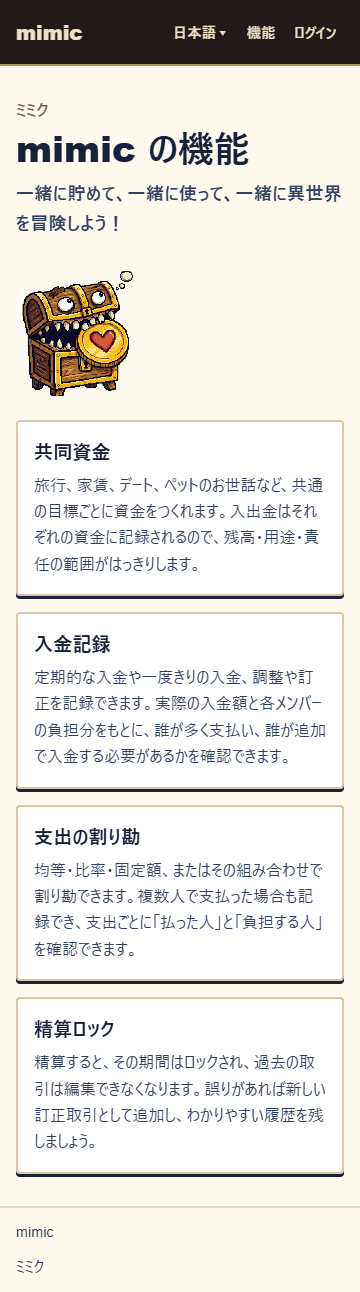 mimic
日本語 ▾
機能
ログイン
ミミク
mimic の機能
一緒に貯めて、一緒に使って、一緒に異世界
を冒険しよう！
共同資金
旅行、家賃、デート、ペットのお世話など、共通
の目標ごとに資金をつくれます。入出金はそれ
ぞれの資金に記録されるので、残高・用途・責
任の範囲がはっきりします。
入金記録
定期的な入金や一度きりの入金、調整や訂
正を記録できます。実際の入金額と各メンバー
の負担分をもとに、誰が多く支払い、誰が追加
で入金する必要があるかを確認できます。
支出の割り勘
均等・比率・固定額、またはその組み合わせで
割り勘できます。複数人で支払った場合も記
録でき、支出ごとに「払った人」と「負担する人」
を確認できます。
精算ロック
精算すると、その期間はロックされ、過去の取
引は編集できなくなります。誤りがあれば新しい
訂正取引として追加し、わかりやすい履歴を残
しましょう。
mimic
ミミク